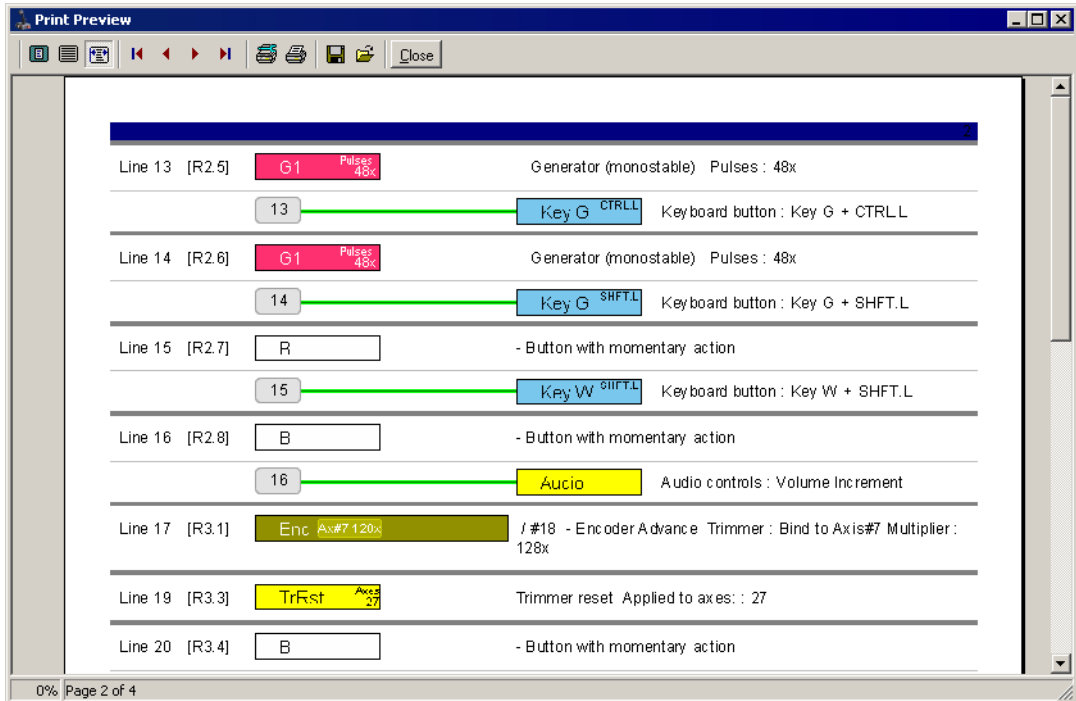 Print Preview
Close
2
Line 13 [R2.5] G1 Pulses 48x Generator (monostable) Pulses : 48x
13 Key G CTRL.L Keyboard button : Key G + CTRL.L
Line 14 [R2.6] G1 Pulses 48x Generator (monostable) Pulses : 48x
14 Key G SHFT.L Keyboard button : Key G + SHFT.L
Line 15 [R2.7] R - Button with momentary action
15 Key W SHFT.L Keyboard button : Key W + SHFT.L
Line 16 [R2.8] B - Button with momentary action
16 Aucio Audio controls : Volume Increment
Line 17 [R3.1] Enc Ax#7 120x / #18 - Encoder Advance Trimmer : Bind to Axis#7 Multiplier :
128x
Line 19 [R3.3] TrRst Axes 27 Trimmer reset Applied to axes: : 27
Line 20 [R3.4] B - Button with momentary action
0% Page 2 of 4